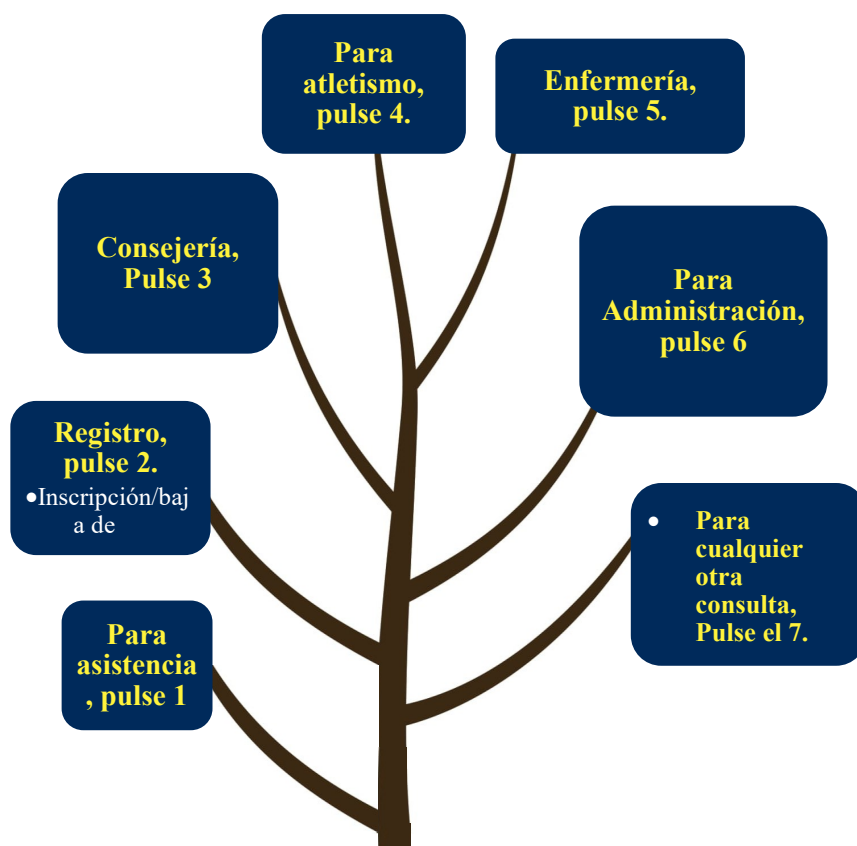 Para
atletismo,
pulse 4.
Enfermería,
pulse 5.
Consejería,
Pulse 3
Para
Administración,
pulse 6
Registro,
pulse 2.
•Inscripción/baj
a de
• Para
cualquier
otra
consulta,
Pulse el 7.
Para
asistencia
, pulse 1